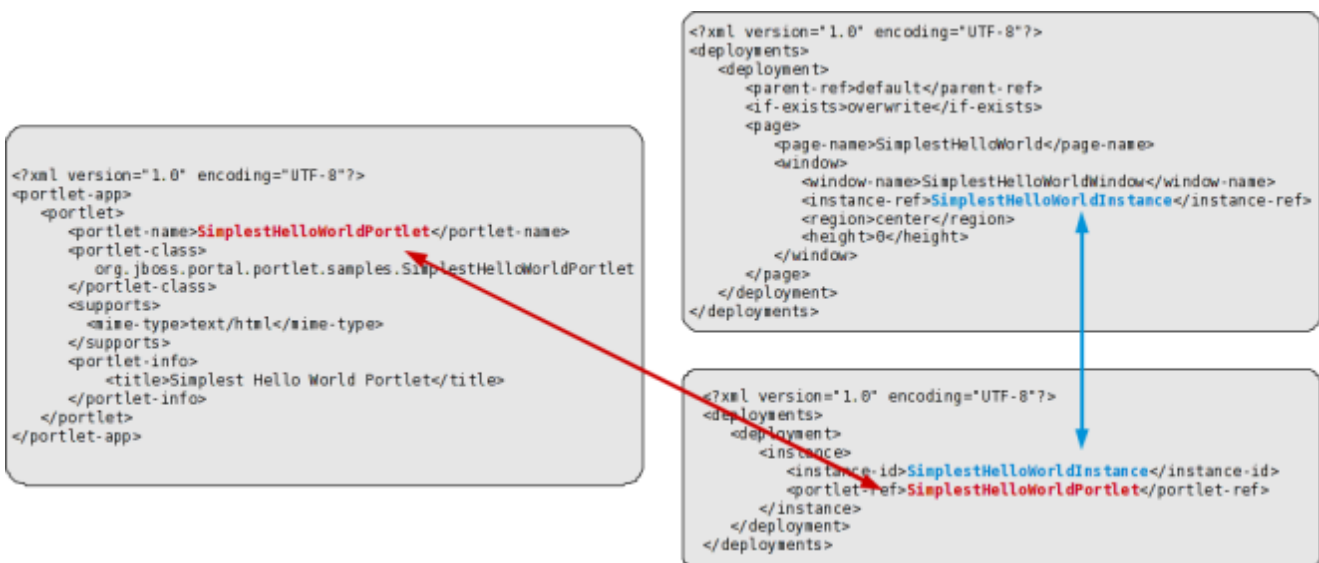 <?xml version="1.0" encoding="UTF-8"?>
<portlet-app>
<portlet>
<portlet-name>SimplestHelloWorldPortlet</portlet-name>
<portlet-class>
org.jboss.portal.portlet.samples.SimplestHelloWorldPortlet
</portlet-class>
<supports>
<mime-type>text/html</mime-type>
</supports>
<portlet-info>
<title>Simplest Hello World Portlet</title>
</portlet-info>
</portlet>
</portlet-app>
<?xml version="1.0" encoding="UTF-8"?>
<deployments>
<deployment>
<parent-ref>default</parent-ref>
<if-exists>overwrite</if-exists>
<page>
<page-name>SimplestHelloWorld</page-name>
<window>
<window-name>SimplestHelloWorldWindow</window-name>
<instance-ref>SimplestHelloWorldInstance</instance-ref>
<region>center</region>
<height>0</height>
</window>
</page>
</deployment>
</deployments>
<?xml version="1.0" encoding="UTF-8"?>
<deployments>
<deployment>
<instance>
<instance-id>SimplestHelloWorldInstance</instance-id>
<portlet-ref>SimplestHelloWorldPortlet</portlet-ref>
</instance>
</deployment>
</deployments>